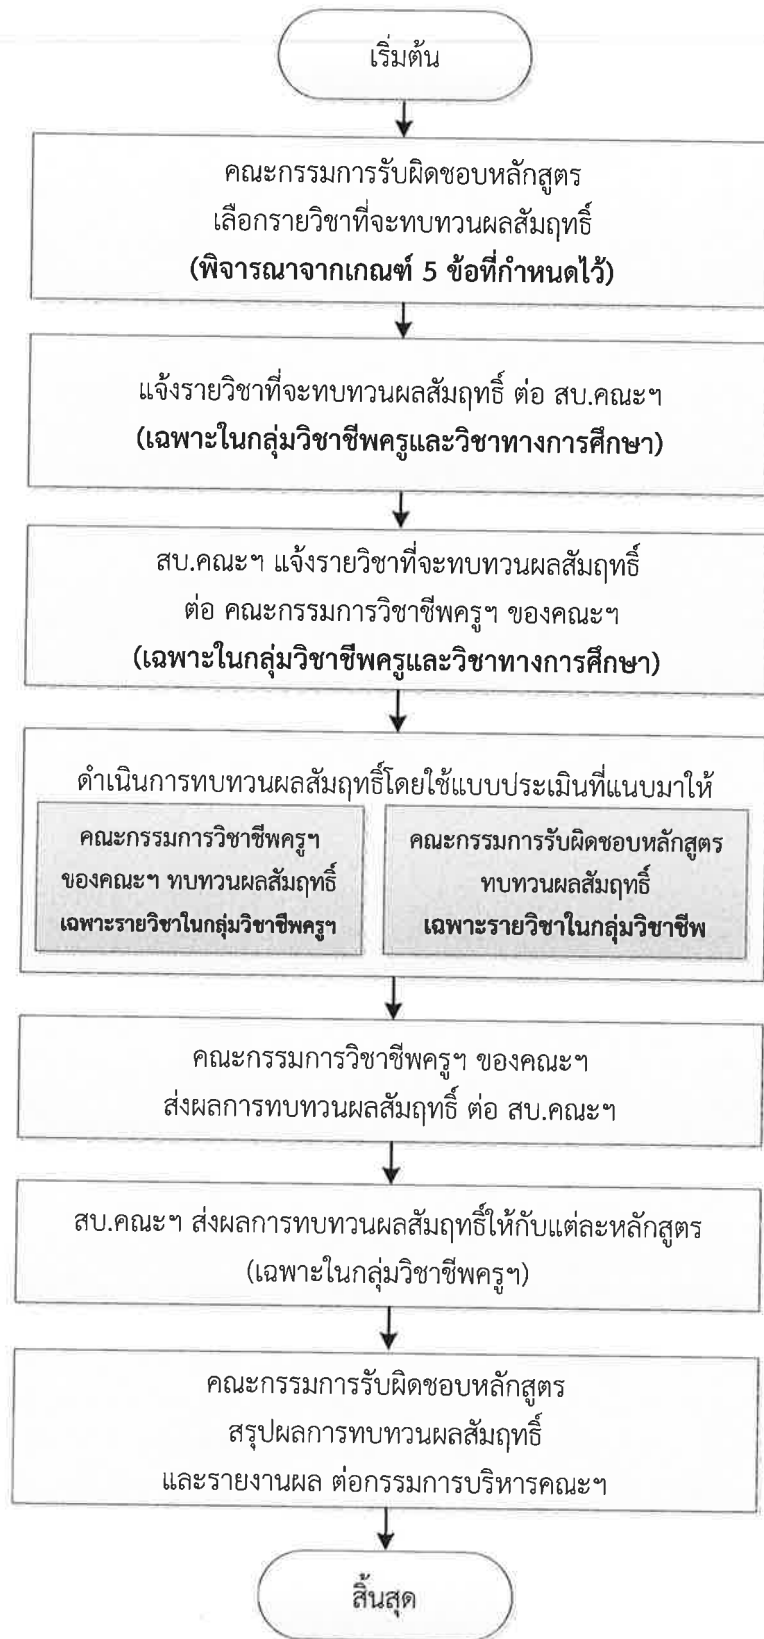 เริ่มต้น
คณะกรรมการรับผิดชอบหลักสูตร
เลือกรายวิชาที่จะทบทวนผลสัมฤทธิ์
(พิจารณาจากเกณฑ์ 5 ข้อที่กำหนดไว้)
แจ้งรายวิชาที่จะทบทวนผลสัมฤทธิ์ ต่อ สบ.คณะฯ
(เฉพาะในกลุ่มวิชาชีพครูและวิชาทางการศึกษา)
สบ.คณะฯ แจ้งรายวิชาที่จะทบทวนผลสัมฤทธิ์
ต่อ คณะกรรมการวิชาชีพครูฯ ของคณะฯ
(เฉพาะในกลุ่มวิชาชีพครูและวิชาทางการศึกษา)
ดำเนินการทบทวนผลสัมฤทธิ์โดยใช้แบบประเมินที่แนบมาให้
คณะกรรมการวิชาชีพครูฯ
ของคณะฯ ทบทวนผลสัมฤทธิ์
เฉพาะรายวิชาในกลุ่มวิชาชีพครูฯ
คณะกรรมการรับผิดชอบหลักสูตร
ทบทวนผลสัมฤทธิ์
เฉพาะรายวิชาในกลุ่มวิชาชีพ
คณะกรรมการวิชาชีพครูฯ ของคณะฯ
ส่งผลการทบทวนผลสัมฤทธิ์ ต่อ สบ.คณะฯ
สบ.คณะฯ ส่งผลการทบทวนผลสัมฤทธิ์ให้กับแต่ละหลักสูตร
(เฉพาะในกลุ่มวิชาชีพครูฯ)
คณะกรรมการรับผิดชอบหลักสูตร
สรุปผลการทบทวนผลสัมฤทธิ์
และรายงานผล ต่อกรรมการบริหารคณะฯ
สิ้นสุด